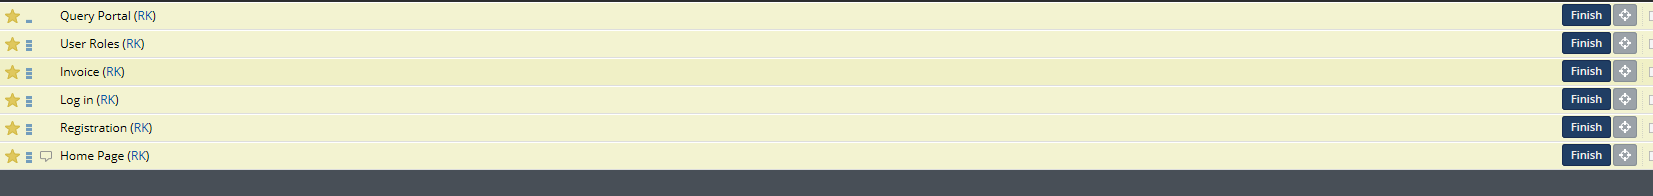 Query Portal (RK) Finish
User Roles (RK) Finish
Invoice (RK) Finish
Log in (RK) Finish
Registration (RK) Finish
Home Page (RK) Finish